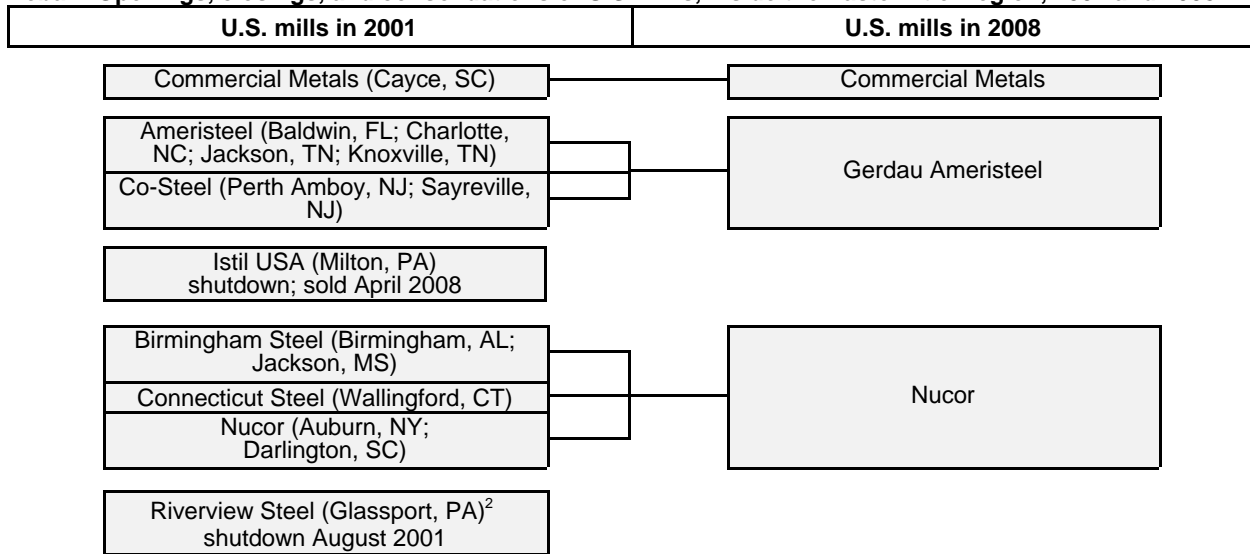 U.S. mills in 2001
U.S. mills in 2008
Commercial Metals (Cayce, SC)
Commercial Metals
Ameristeel (Baldwin, FL; Charlotte,
NC; Jackson, TN; Knoxville, TN)
Co-Steel (Perth Amboy, NJ; Sayreville,
NJ)
Gerdau Ameristeel
Istil USA (Milton, PA)
shutdown; sold April 2008
Birmingham Steel (Birmingham, AL;
Jackson, MS)
Connecticut Steel (Wallingford, CT)
Nucor (Auburn, NY;
Darlington, SC)
Nucor
Riverview Steel (Glassport, PA)2
shutdown August 2001